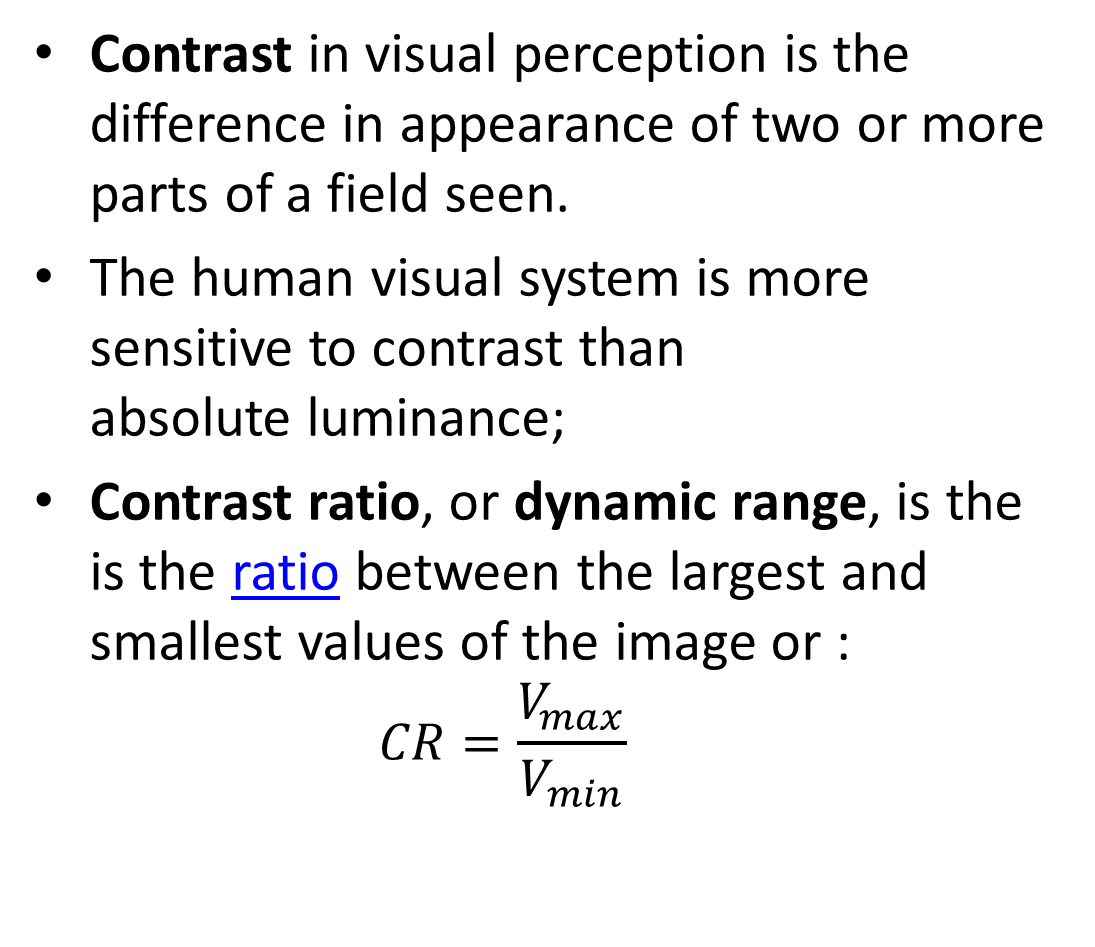 • Contrast in visual perception is the
difference in appearance of two or more
parts of a field seen.
• The human visual system is more
sensitive to contrast than
absolute luminance;
• Contrast ratio, or dynamic range, is the
is the ratio between the largest and
smallest values of the image or :
CR = V_max / V_min